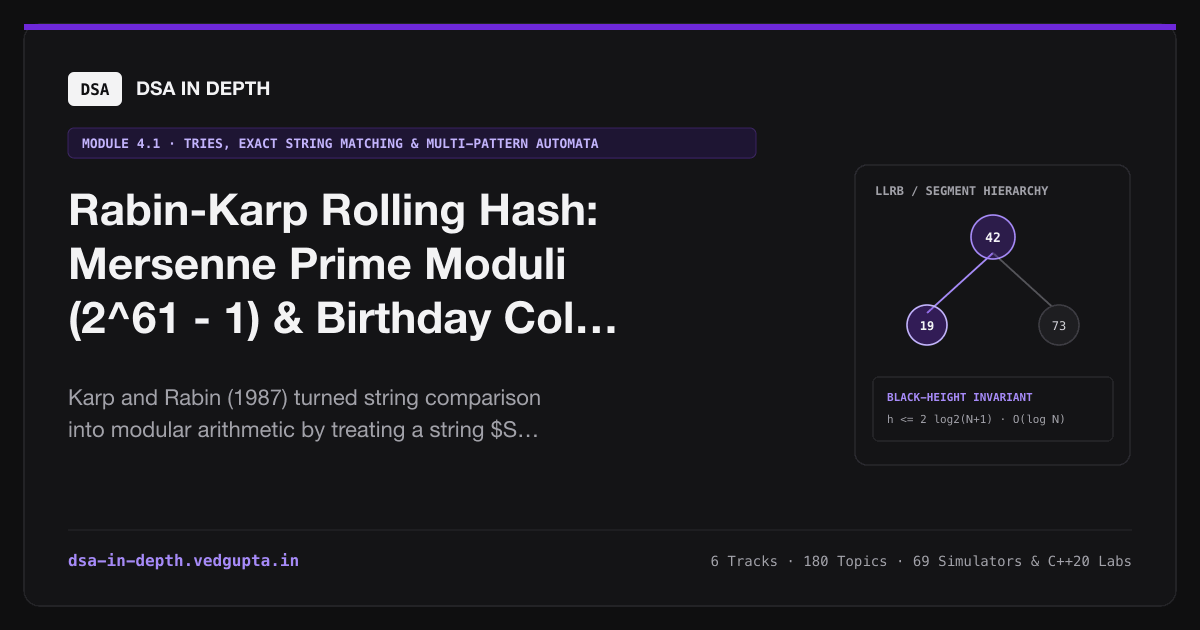 DSA DSA IN DEPTH
MODULE 4.1 · TRIES, EXACT STRING MATCHING & MULTI-PATTERN AUTOMATA
Rabin-Karp Rolling Hash:
Mersenne Prime Moduli
(2^61 - 1) & Birthday Col...
Karp and Rabin (1987) turned string comparison
into modular arithmetic by treating a string $S...
LLRB / SEGMENT HIERARCHY
42
19 73
BLACK-HEIGHT INVARIANT
h <= 2 log2(N+1) · O(log N)
dsa-in-depth.vedgupta.in
6 Tracks · 180 Topics · 69 Simulators & C++20 Labs